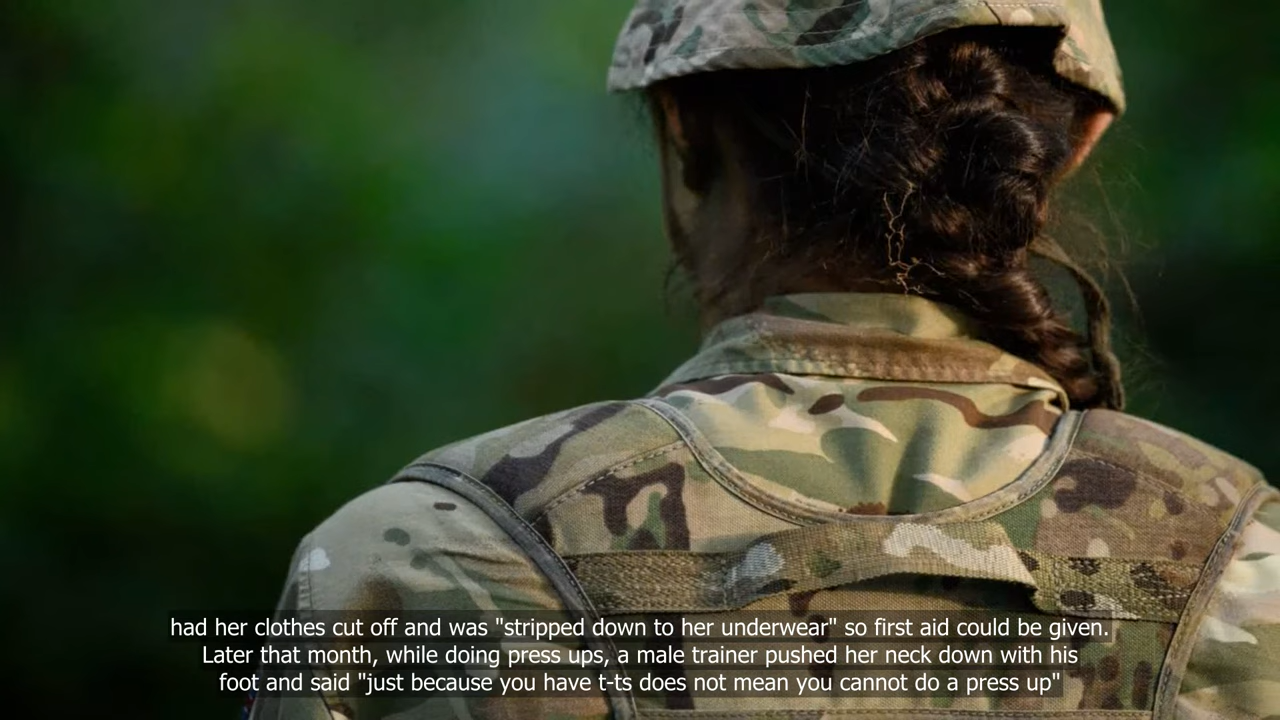 had her clothes cut off and was "stripped down to her underwear" so first aid could be given.
Later that month, while doing press ups, a male trainer pushed her neck down with his
foot and said "just because you have t-ts does not mean you cannot do a press up"